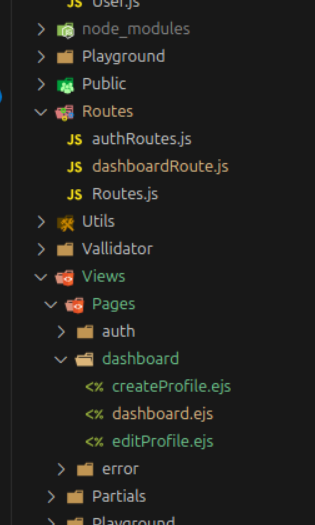 JS User.js
node_modules
Playground
Public
Routes
JS authRoutes.js
JS dashboardRoute.js
JS Routes.js
Utils
Vallidator
Views
Pages
auth
dashboard
<% createProfile.ejs
<% dashboard.ejs
<% editProfile.ejs
error
Partials
Playground